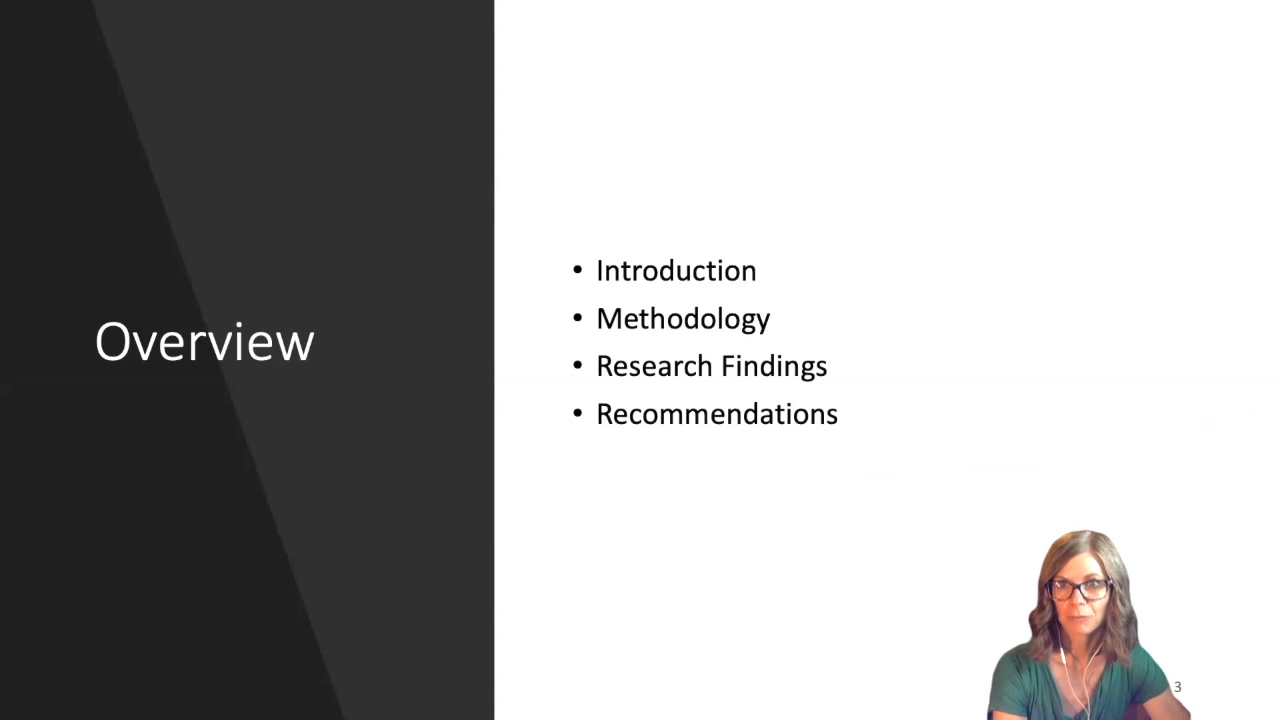 Overview
• Introduction
• Methodology
• Research Findings
• Recommendations
3